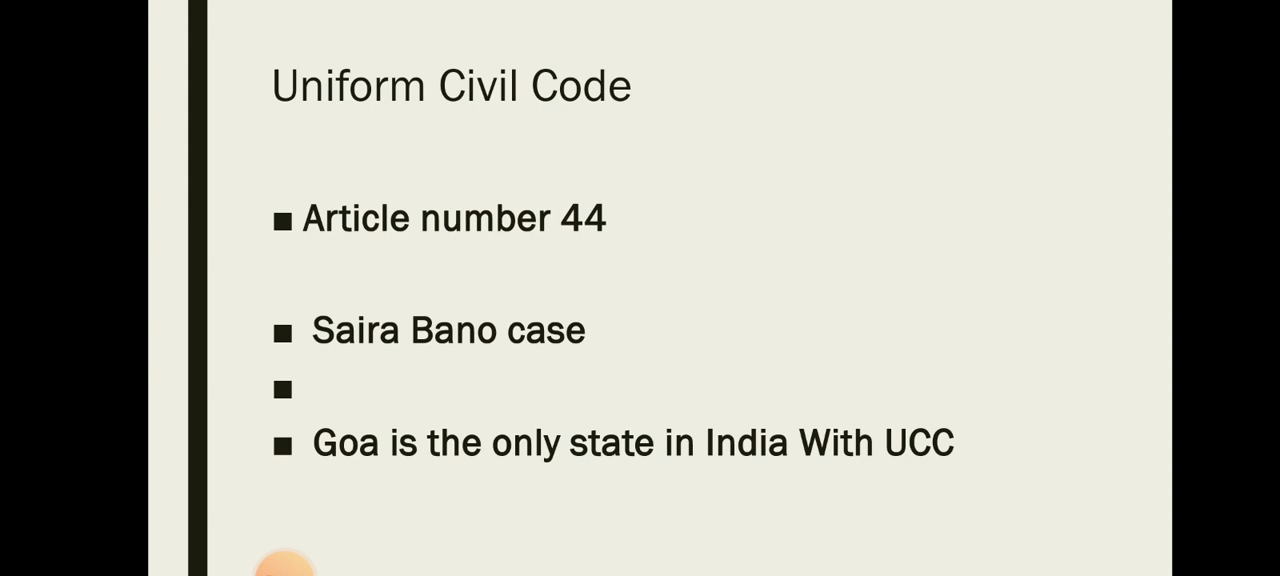 Uniform Civil Code
■ Article number 44
■ Saira Bano case
■
■ Goa is the only state in India With UCC